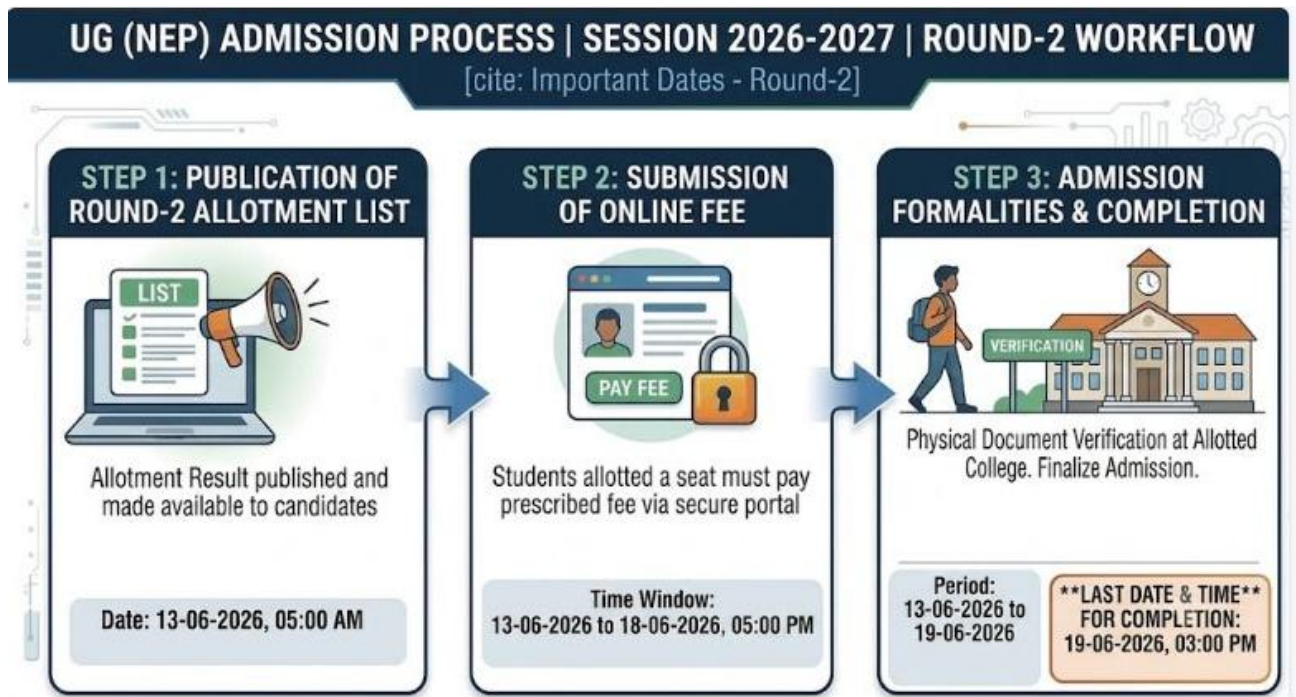 UG (NEP) ADMISSION PROCESS | SESSION 2026-2027 | ROUND-2 WORKFLOW
[cite: Important Dates - Round-2]
STEP 1: PUBLICATION OF
ROUND-2 ALLOTMENT LIST
LIST
Allotment Result published and
made available to candidates
Date: 13-06-2026, 05:00 AM
STEP 2: SUBMISSION
OF ONLINE FEE
PAY FEE
Students allotted a seat must pay
prescribed fee via secure portal
Time Window:
13-06-2026 to 18-06-2026, 05:00 PM
STEP 3: ADMISSION
FORMALITIES & COMPLETION
VERIFICATION
Physical Document Verification at Allotted
College. Finalize Admission.
Period:
13-06-2026 to
19-06-2026
**LAST DATE & TIME**
FOR COMPLETION:
19-06-2026, 03:00 PM